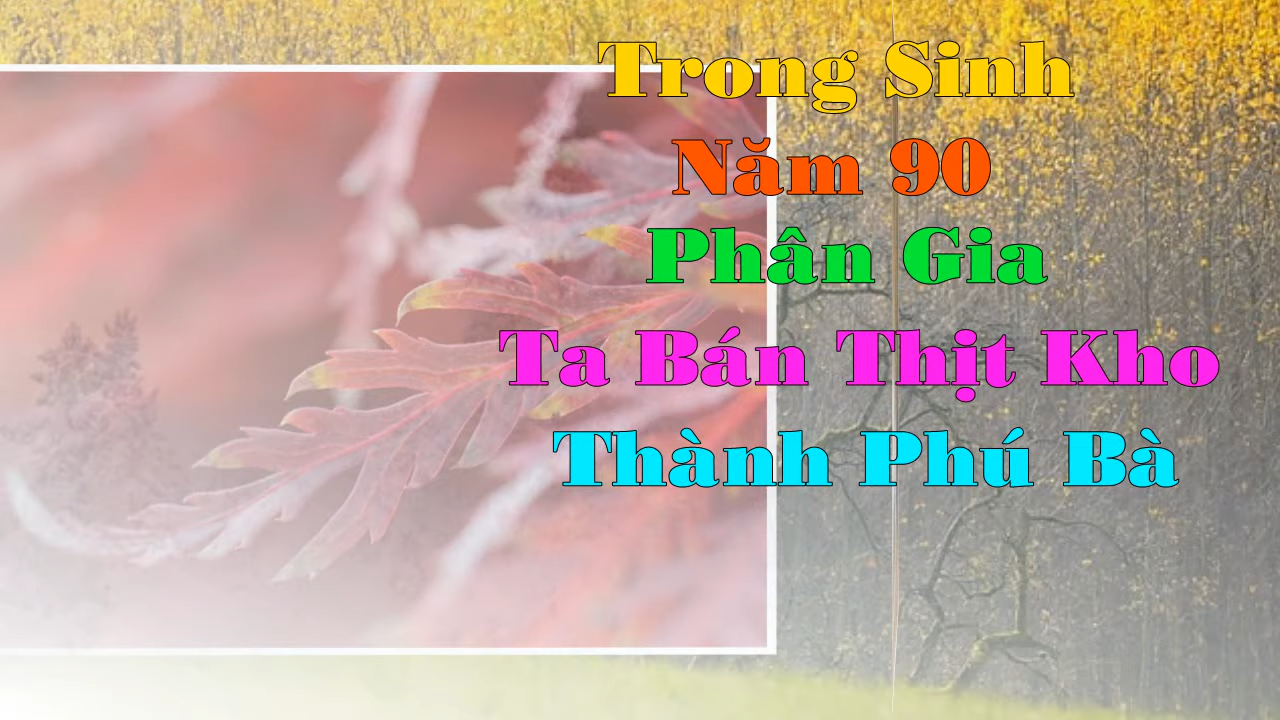 Trong Sinh
Năm 90
Phân Gia
Ta Bán Thịt Kho
Thành Phú Bà